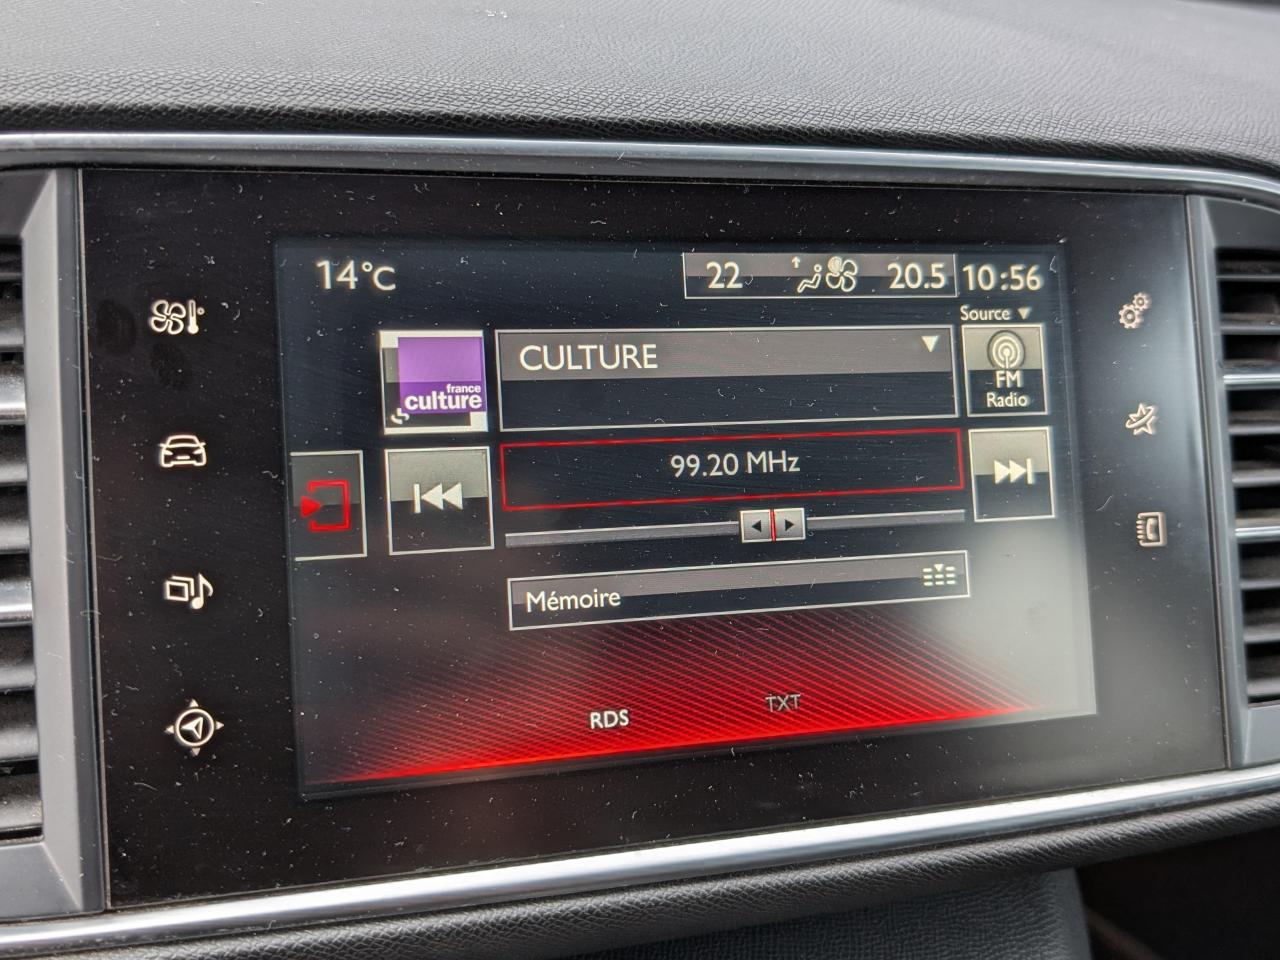 14°C
22
20.5
10:56
Source
CULTURE
france
culture
FM
Radio
99.20 MHz
Mémoire
RDS
TXT